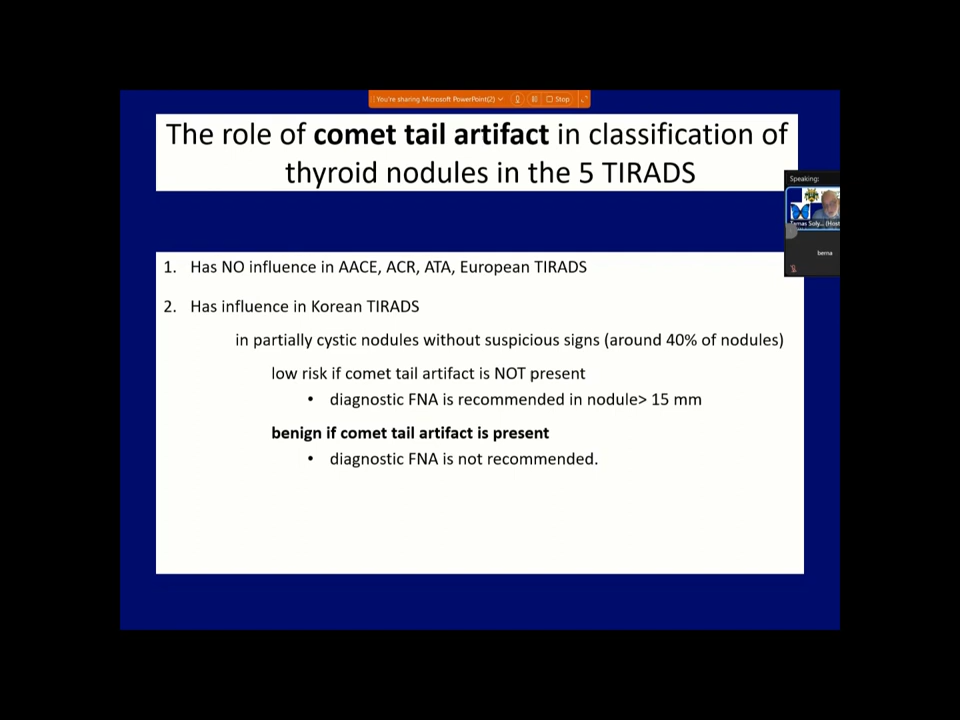 You're sharing Microsoft PowerPoint(2)
Stop
The role of comet tail artifact in classification of
thyroid nodules in the 5 TIRADS
Speaking:
(Host
berna
1. Has NO influence in AACE, ACR, ATA, European TIRADS
2. Has influence in Korean TIRADS
in partially cystic nodules without suspicious signs (around 40% of nodules)
low risk if comet tail artifact is NOT present
• diagnostic FNA is recommended in nodule> 15 mm
benign if comet tail artifact is present
• diagnostic FNA is not recommended.